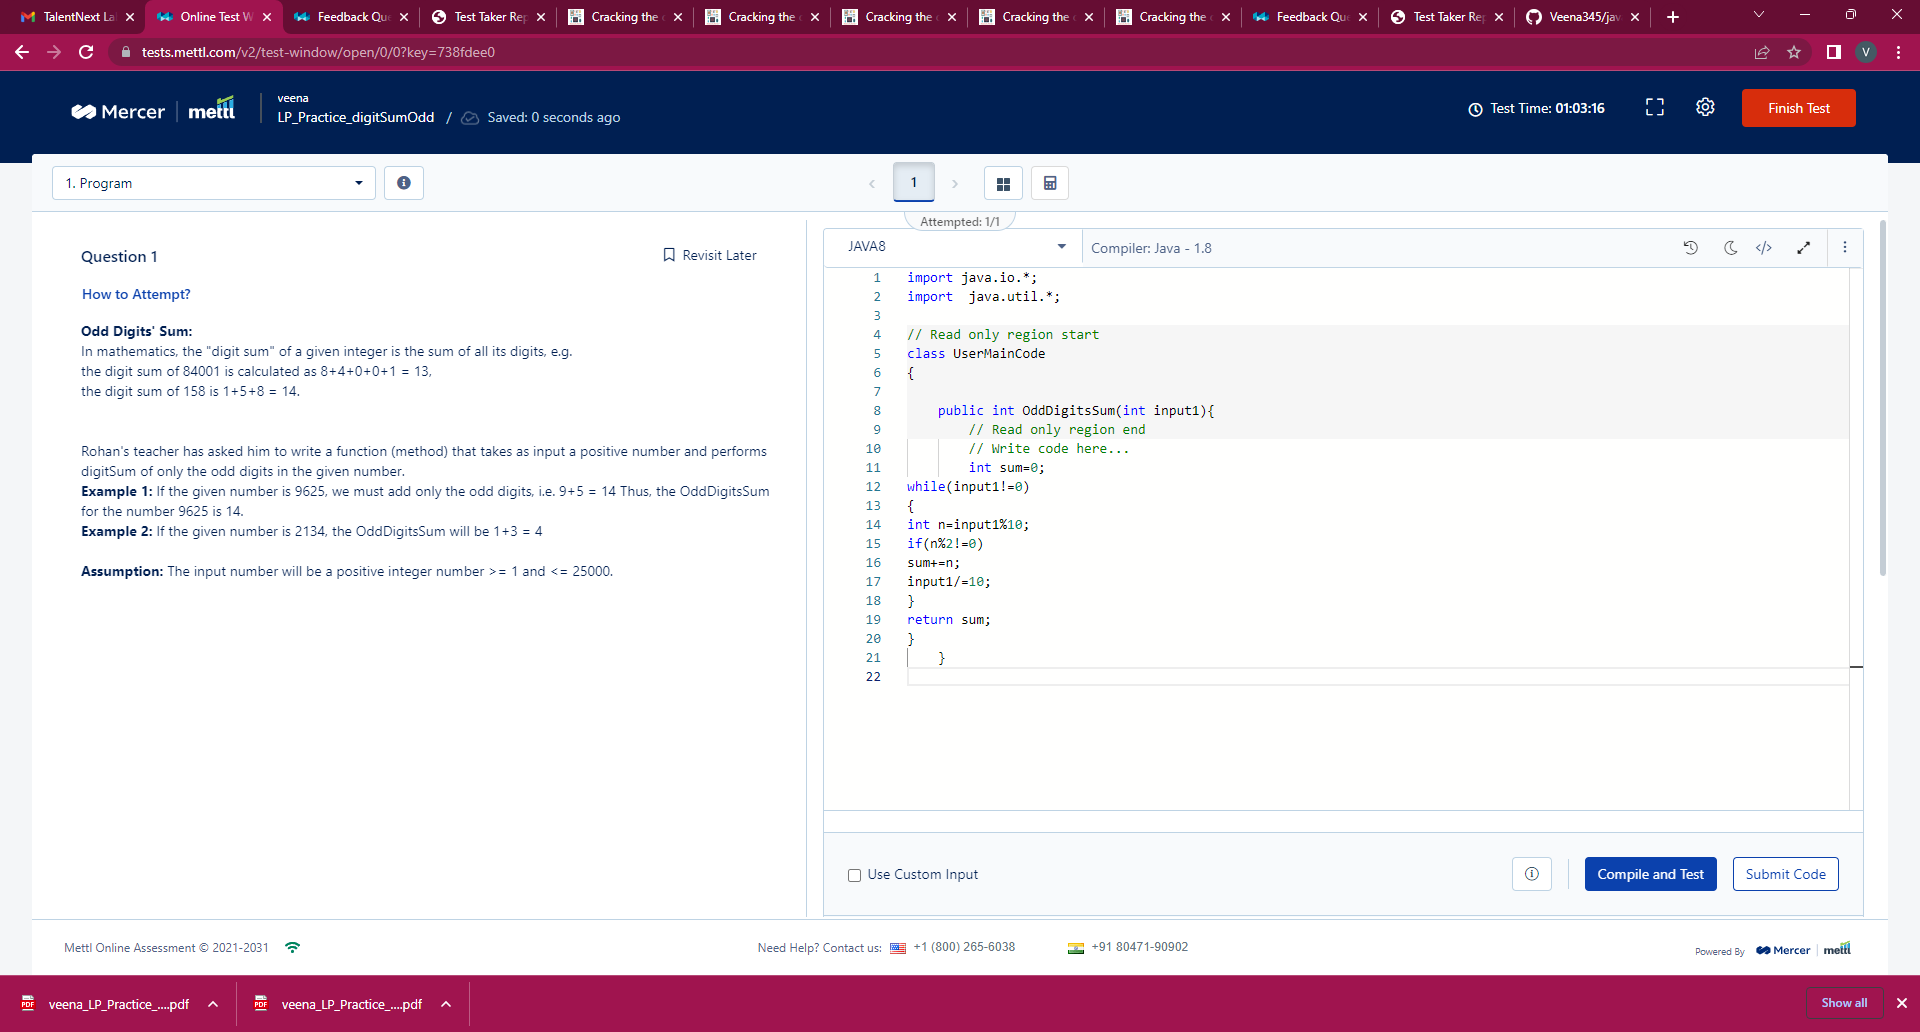 TalentNext La
Online Test W
Feedback Qu
Test Taker Re
Cracking the
Cracking the
Cracking the
Cracking the
Cracking the
Feedback Qu
Test Taker Re
Veena345/jav
tests.mettl.com/v2/test-window/open/0/0?key=738fdee0
V
Mercer | mettl
veena
LP_Practice_digitSumOdd / Saved: 0 seconds ago
Test Time: 01:03:16
Finish Test
1. Program
1
Attempted: 1/1
Question 1
Revisit Later
How to Attempt?
Odd Digits' Sum:
In mathematics, the "digit sum" of a given integer is the sum of all its digits, e.g.
the digit sum of 84001 is calculated as 8+4+0+0+1 = 13,
the digit sum of 158 is 1+5+8 = 14.
Rohan's teacher has asked him to write a function (method) that takes as input a positive number and performs
digitSum of only the odd digits in the given number.
Example 1: If the given number is 9625, we must add only the odd digits, i.e. 9+5 = 14 Thus, the OddDigitsSum
for the number 9625 is 14.
Example 2: If the given number is 2134, the OddDigitsSum will be 1+3 = 4
Assumption: The input number will be a positive integer number >= 1 and <= 25000.
JAVA8
Compiler: Java - 1.8
1 import java.io.*;
2 import  java.util.*;
3
4 // Read only region start
5 class UserMainCode
6 {
7
8     public int OddDigitsSum(int input1){
9         // Read only region end
10         // Write code here...
11         int sum=0;
12 while(input1!=0)
13 {
14 int n=input1%10;
15 if(n%2!=0)
16 sum+=n;
17 input1/=10;
18 }
19 return sum;
20 }
21     }
22
Use Custom Input
Compile and Test
Submit Code
Mettl Online Assessment © 2021-2031
Need Help? Contact us: +1 (800) 265-6038
+91 80471-90902
Powered By Mercer | mettl
veena_LP_Practice_....pdf
veena_LP_Practice_....pdf
Show all